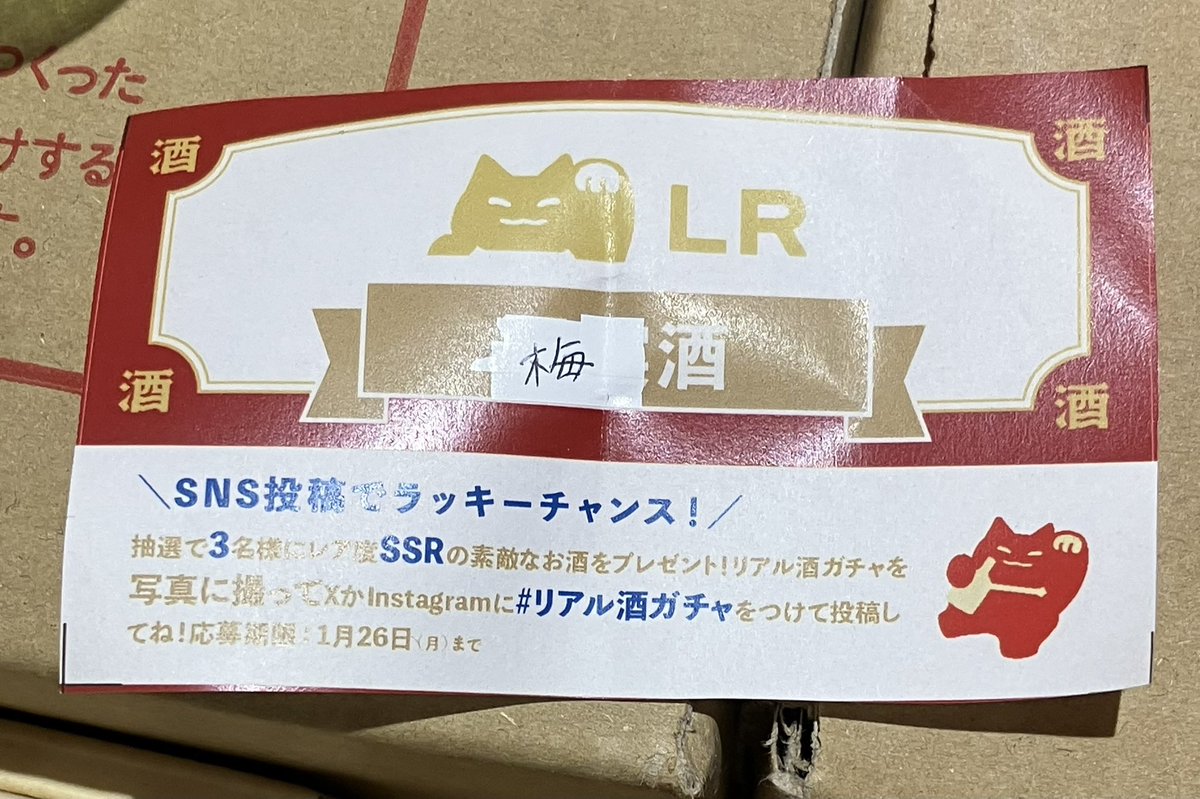 つくった
けする
す。
酒
酒
LR
梅酒
酒
酒
＼SNS投稿でラッキーチャンス！／
抽選で3名様にレア度SSRの素敵なお酒をプレゼント！リアル酒ガチャを
写真に撮ってXかInstagramに#リアル酒ガチャをつけて投稿し
てね！応募期限：1月26日（月）まで